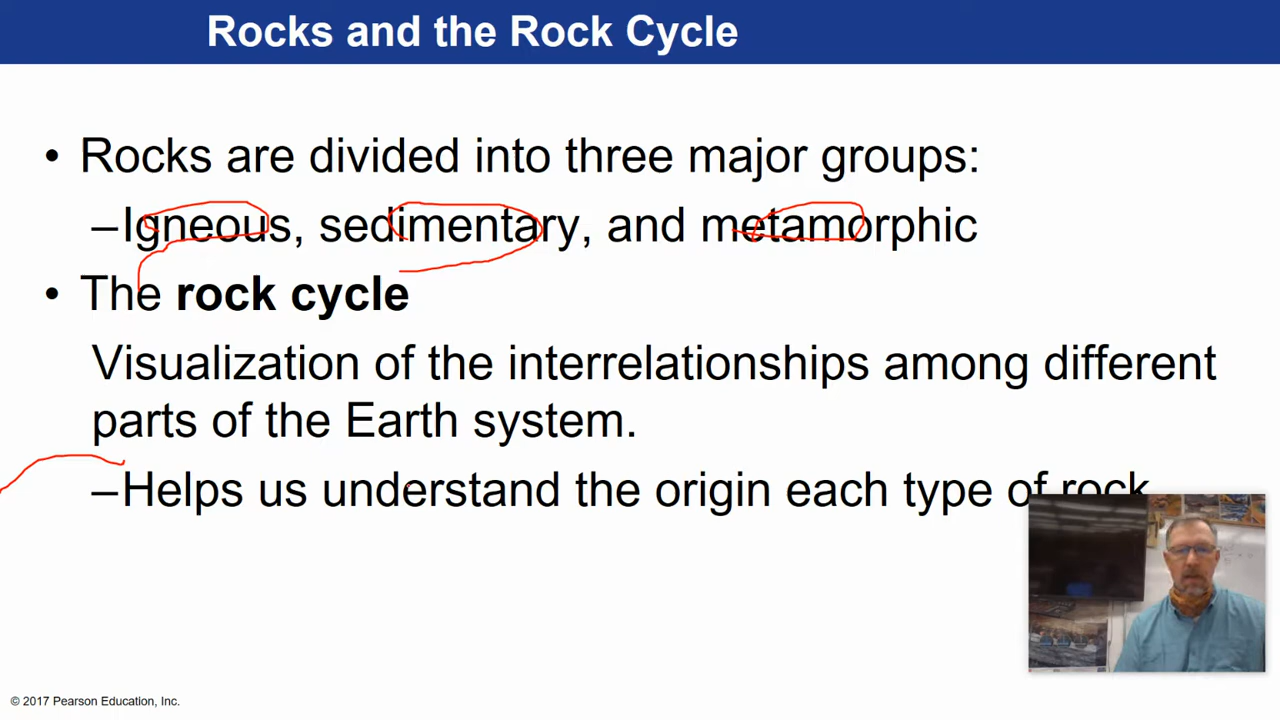 Rocks and the Rock Cycle
• Rocks are divided into three major groups:
–Igneous, sedimentary, and metamorphic
• The rock cycle
Visualization of the interrelationships among different
parts of the Earth system.
–Helps us understand the origin each type of rock
© 2017 Pearson Education, Inc.